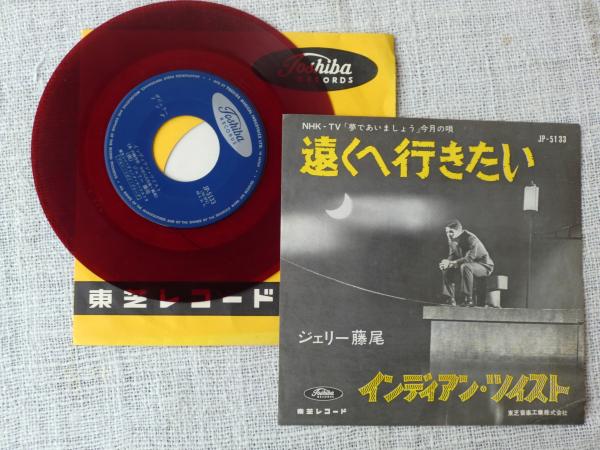 Toshiba
RECORDS
Toshiba
RECORDS
JP-5133
東芝レコード
NHK-TV「夢であいましょう」今月の唄
JP-5133
遠くへ行きたい
ジェリー藤尾
インディアン・ツイスト
Toshiba
RECORDS
東芝レコード
東芝音楽工業株式会社